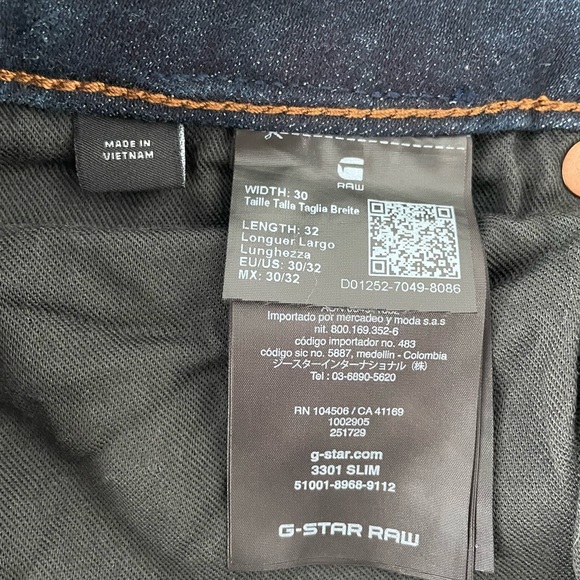 MADE IN
VIETNAM
RAW
WIDTH: 30
Taille Talla Taglia Breite
LENGTH: 32
Longuer Largo
Lunghezza
EU/US: 30/32
MX: 30/32
D01252-7049-8086
Importado por mercadeo y moda s.a.s
nit. 800.169.352-6
código importador no. 483
código sic no. 5887, medellin - Colombia
ジースターインターナショナル（株）
Tel : 03-6890-5620
RN 104506 / CA 41169
1002905
251729
g-star.com
3301 SLIM
51001-8968-9112
G-STAR RAW